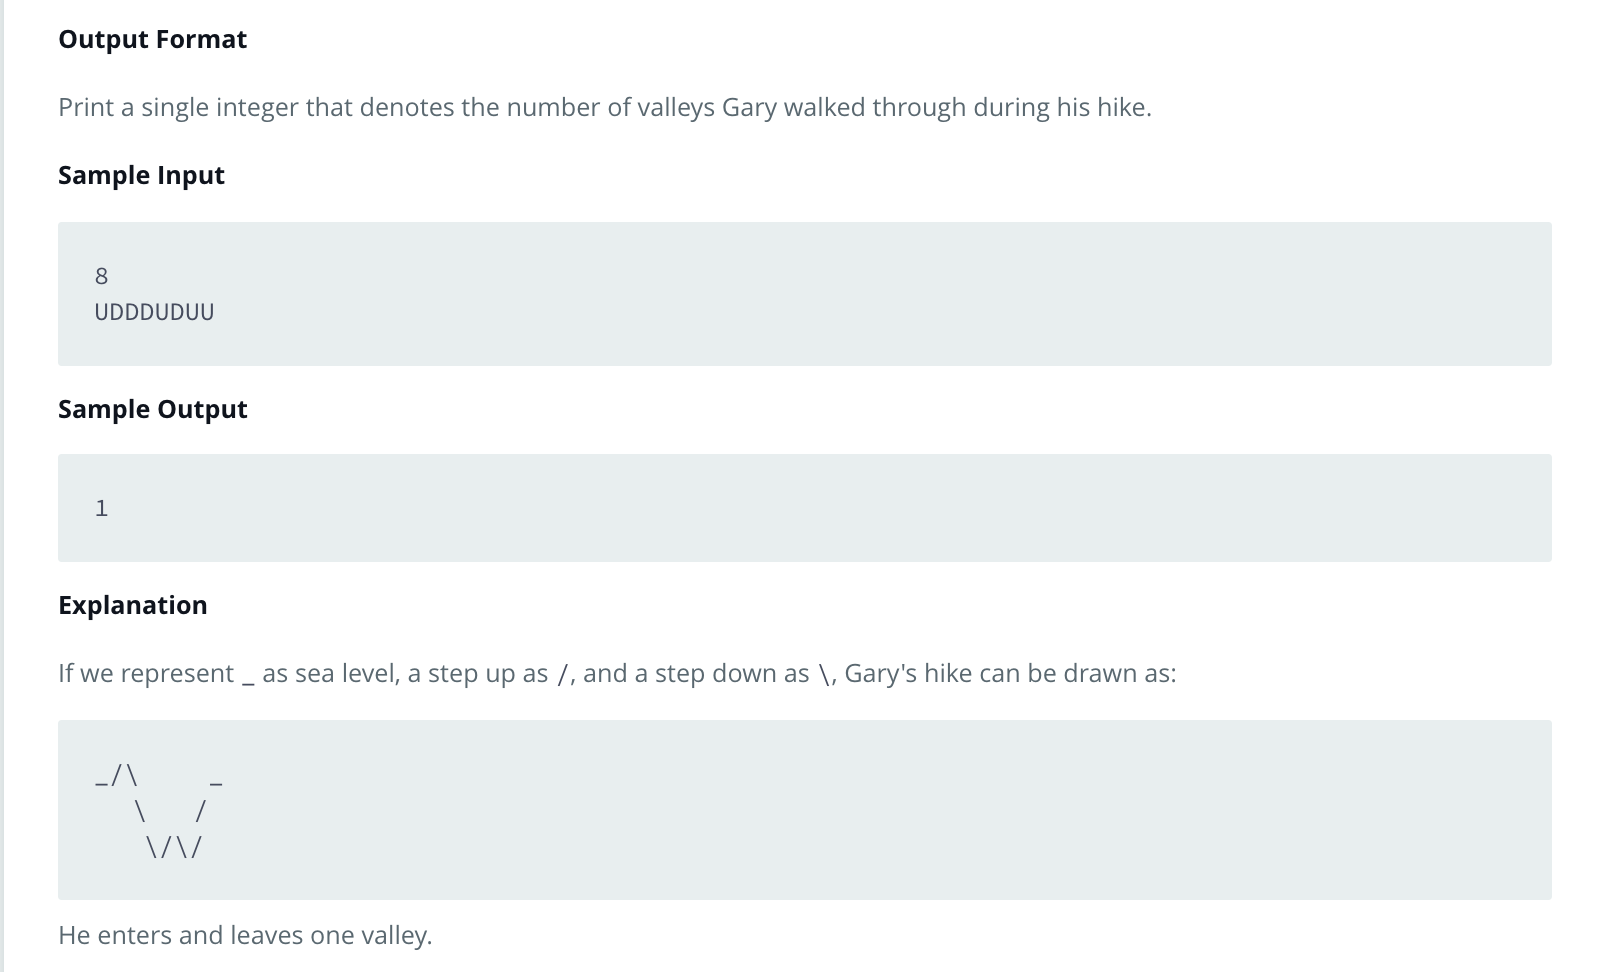 Output Format
Print a single integer that denotes the number of valleys Gary walked through during his hike.
Sample Input
8
UDDDUDUU
Sample Output
1
Explanation
If we represent _ as sea level, a step up as /, and a step down as \, Gary's hike can be drawn as:
_/\      _
   \    /
    \/\/
He enters and leaves one valley.